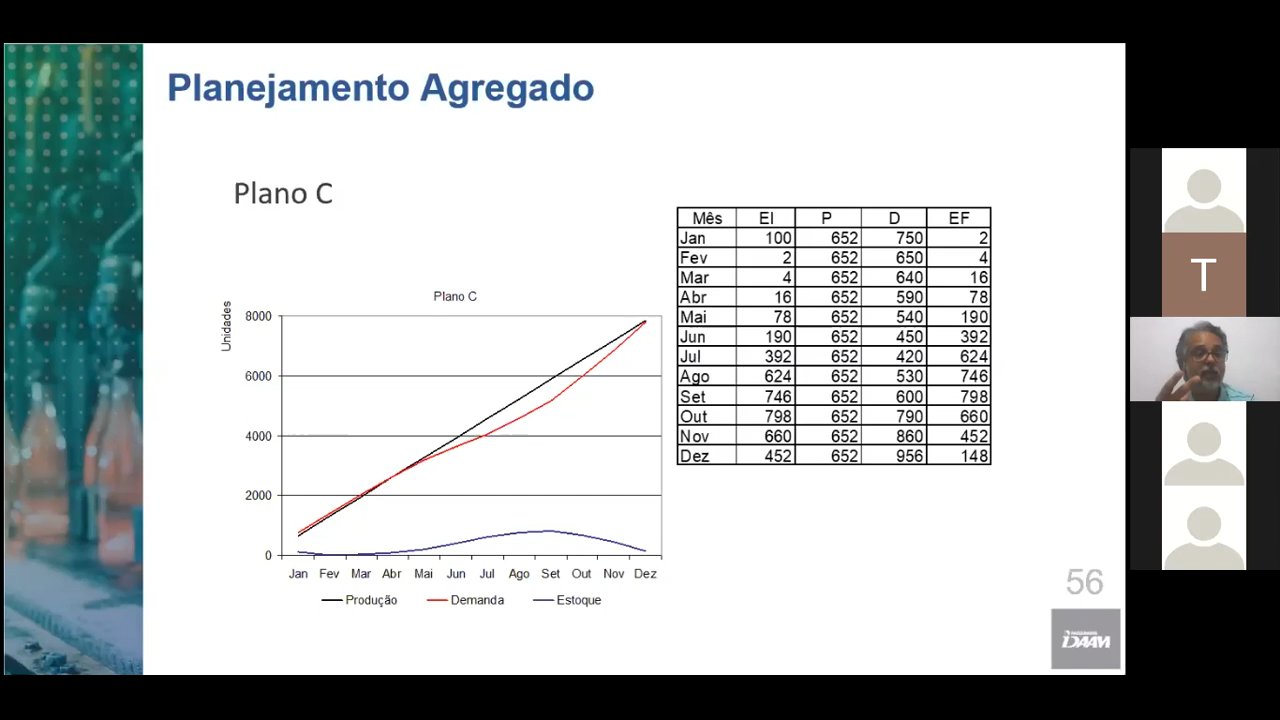 Planejamento Agregado
Plano C
Plano C
Unidades
8000
6000
4000
2000
0
Jan Fev Mar Abr Mai Jun Jul Ago Set Out Nov Dez
Produção Demanda Estoque
Mês EI P D EF
Jan 100 652 750 2
Fev 2 652 650 4
Mar 4 652 640 16
Abr 16 652 590 78
Mai 78 652 540 190
Jun 190 652 450 392
Jul 392 652 420 624
Ago 624 652 530 746
Set 746 652 600 798
Out 798 652 790 660
Nov 660 652 860 452
Dez 452 652 956 148
56
T